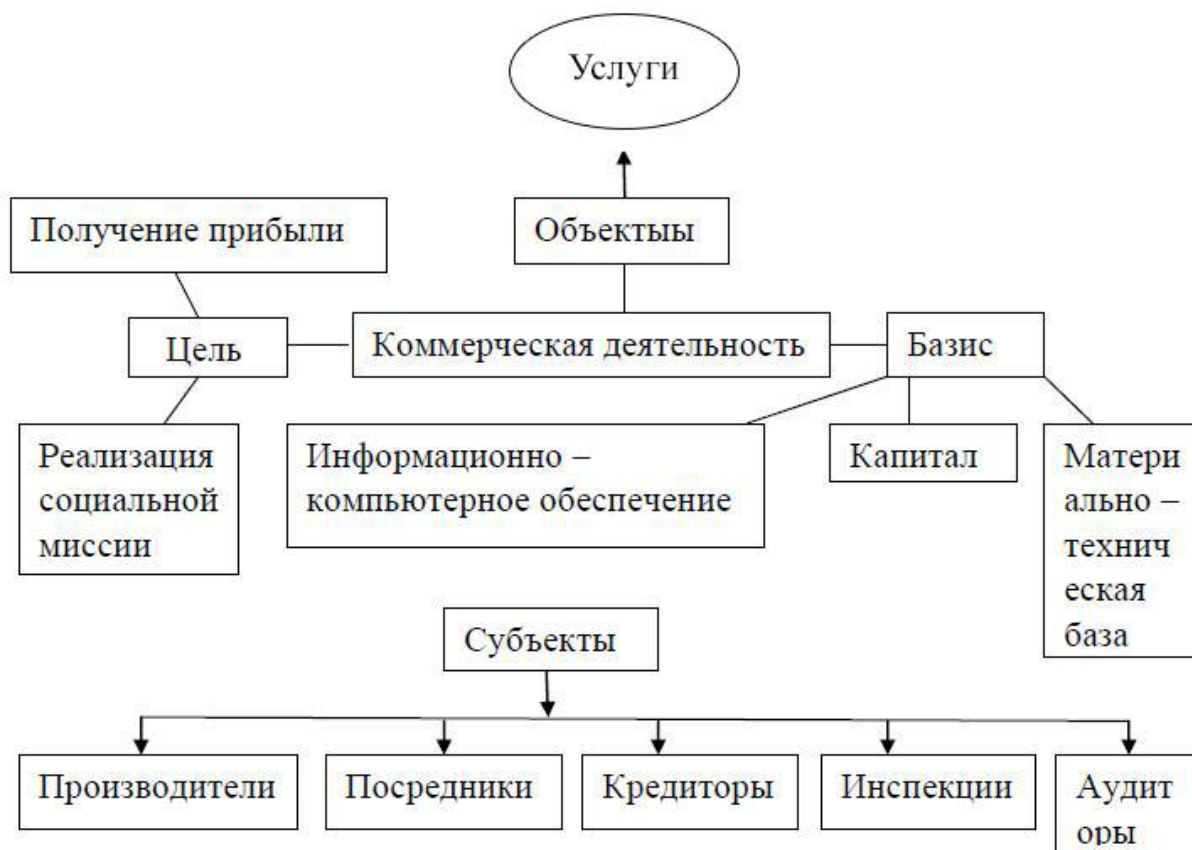 Услуги
Получение прибыли
Объектыы
Цель
Коммерческая деятельность
Базис
Реализация
социальной
миссии
Информационно –
компьютерное обеспечение
Капитал
Матери
ально –
технич
еская
база
Субъекты
Производители
Посредники
Кредиторы
Инспекции
Аудит
оры